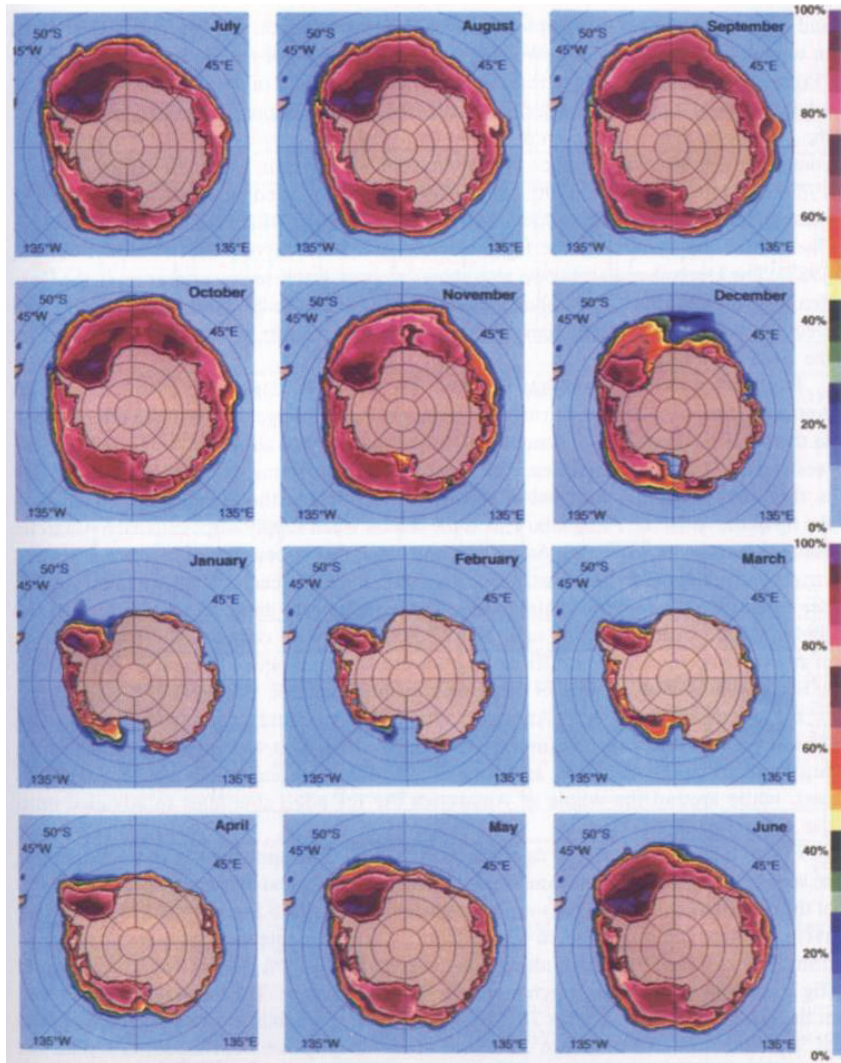 July August September 100%
50°S 50°S 50°S
45°W 45°E 45°W 45°E 45°W 45°E
80%
60%
135°W 135°E 135°W 135°E 135°W 135°E
October November December
50°S 50°S 50°S
45°W 45°E 45°W 45°E 45°W 45°E
40%
20%
135°W 135°E 135°W 135°E 135°W 135°E
0%
100%
January February March
50°S 50°S 50°S
45°W 45°E 45°W 45°E 45°W 45°E
80%
60%
135°W 135°E 135°W 135°E 135°W 135°E
April May June
50°S 50°S 50°S
45°W 45°E 45°W 45°E 45°W 45°E
40%
20%
135°W 135°E 135°W 135°E 135°W 135°E
0%